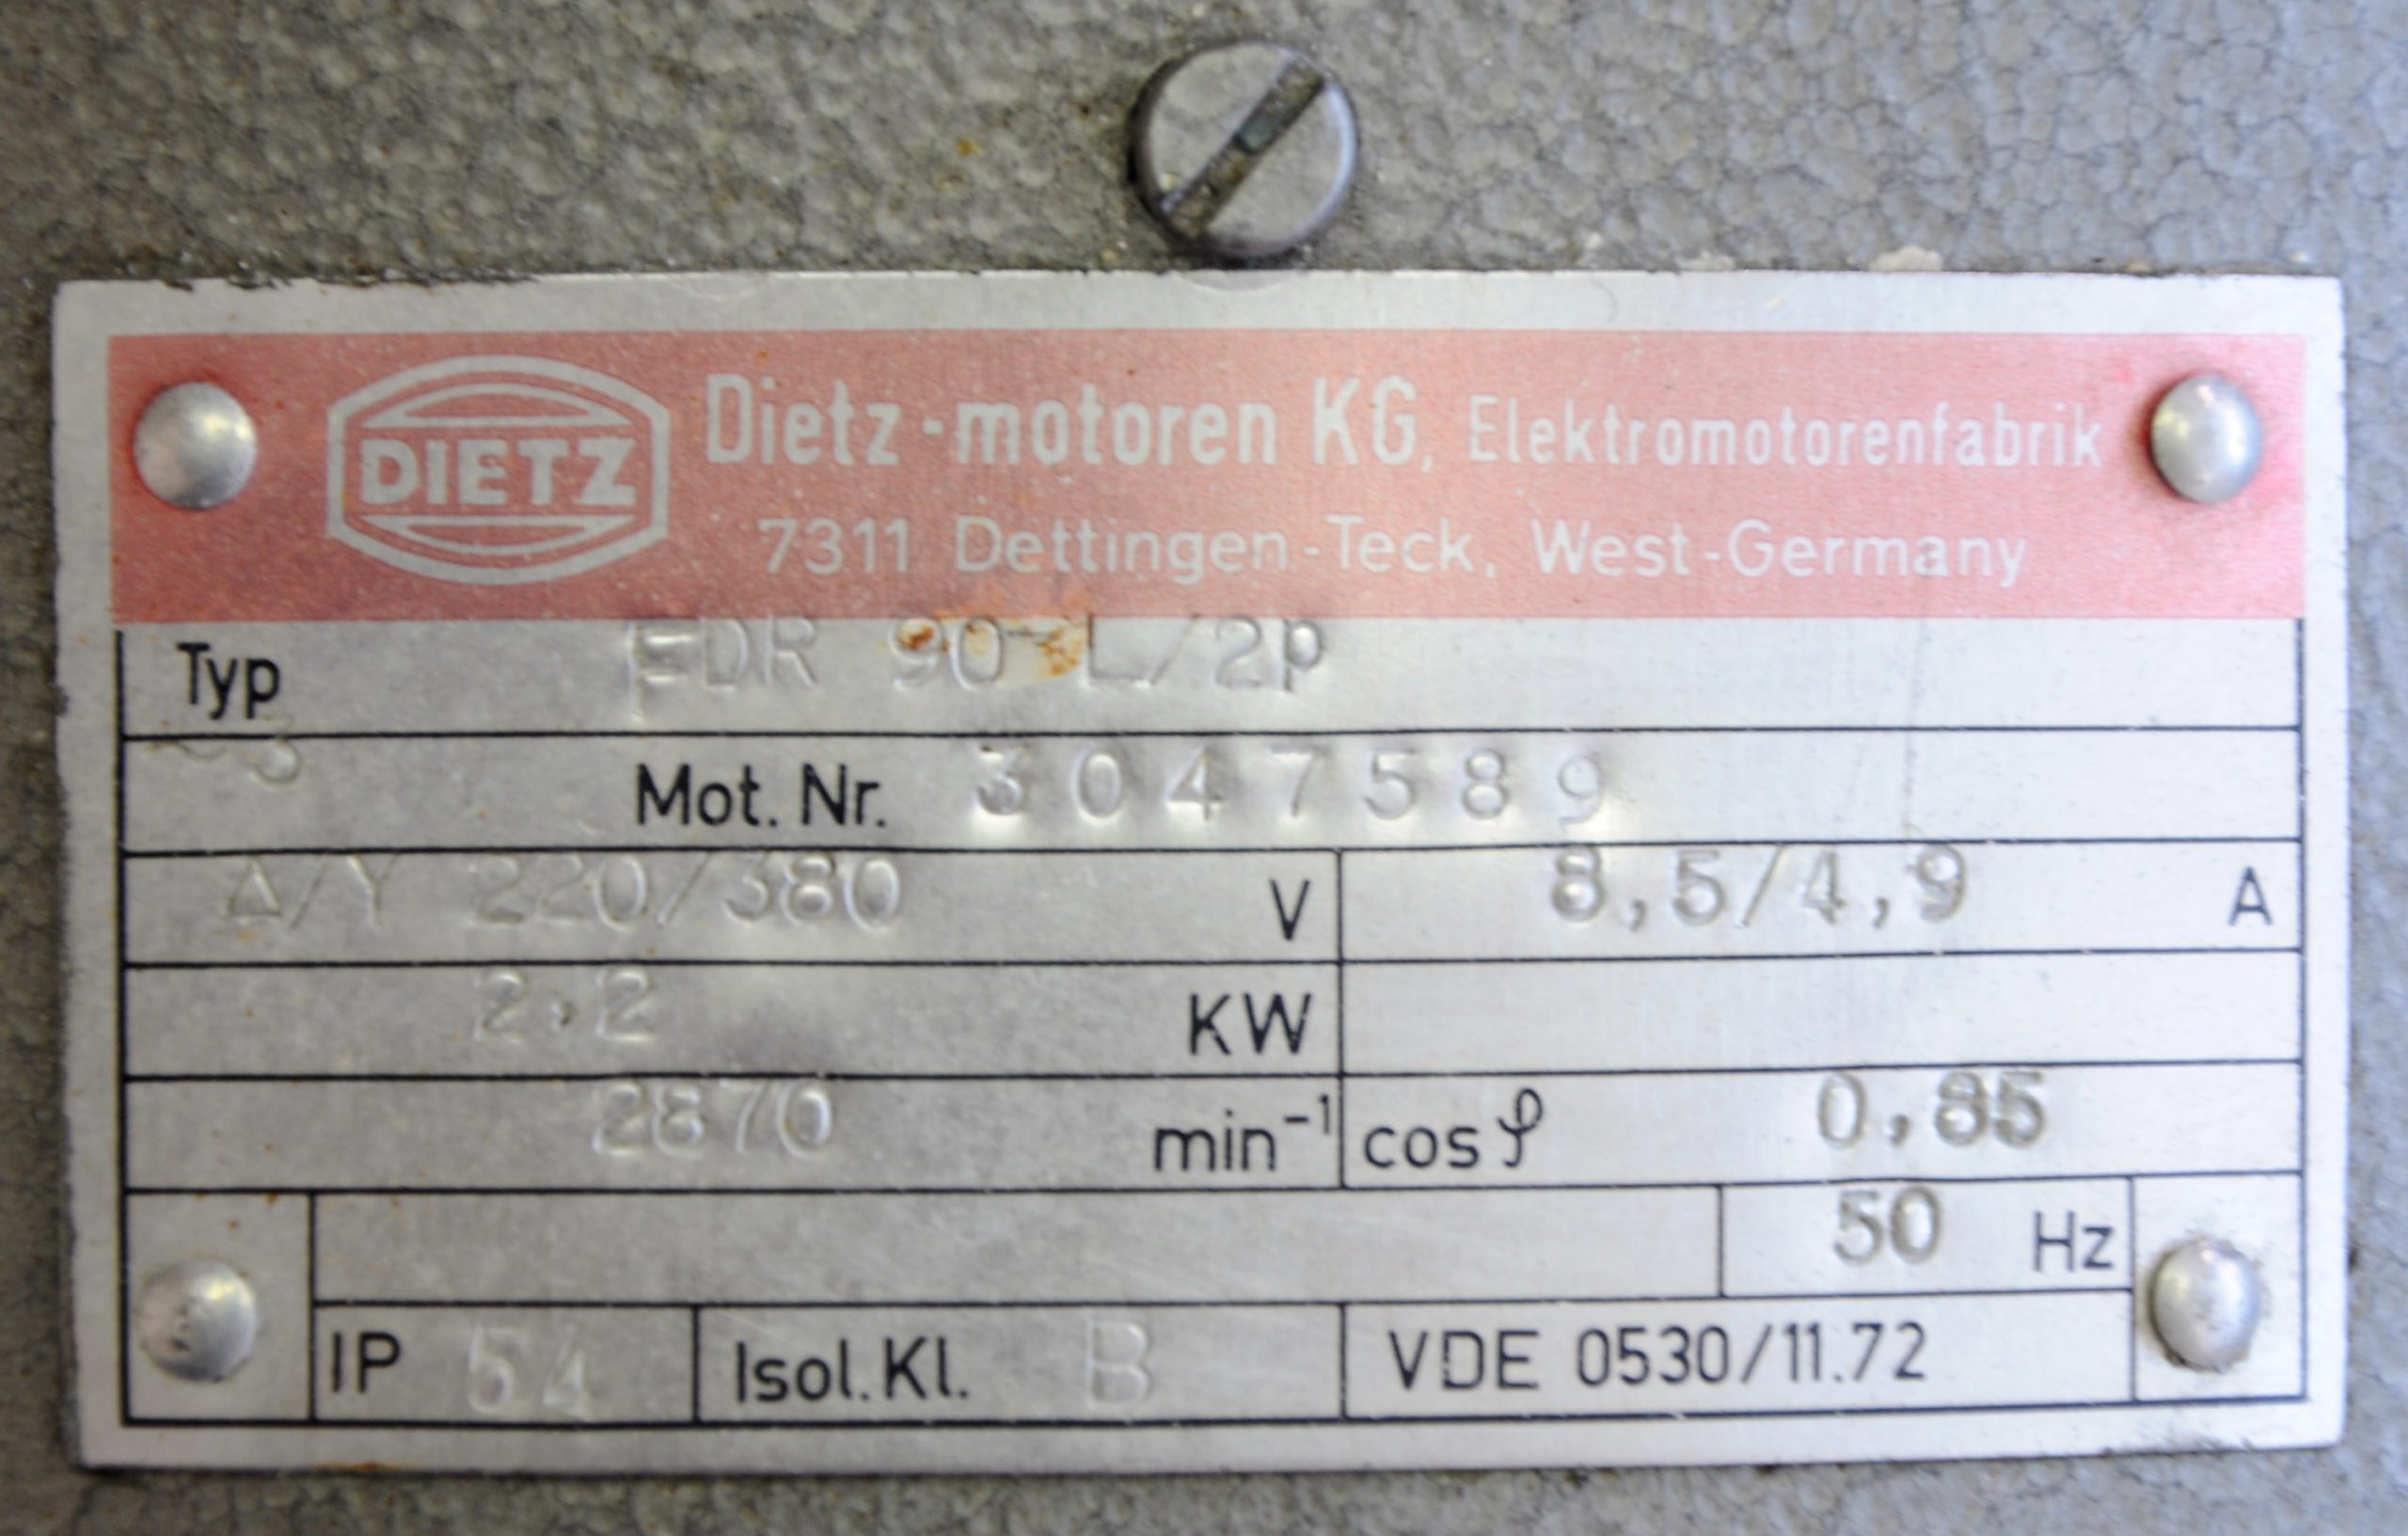 DIETZ
Dietz-motoren KG, Elektromotorenfabrik
7311 Dettingen-Teck, West-Germany
Typ FDR 90 L/2p
Mot. Nr. 3047589
Δ/Y 220/380 V 8,5/4,9 A
2,2 KW
2870 min⁻¹ cos φ 0,85
50 Hz
IP 54 Isol. Kl. B VDE 0530/11.72